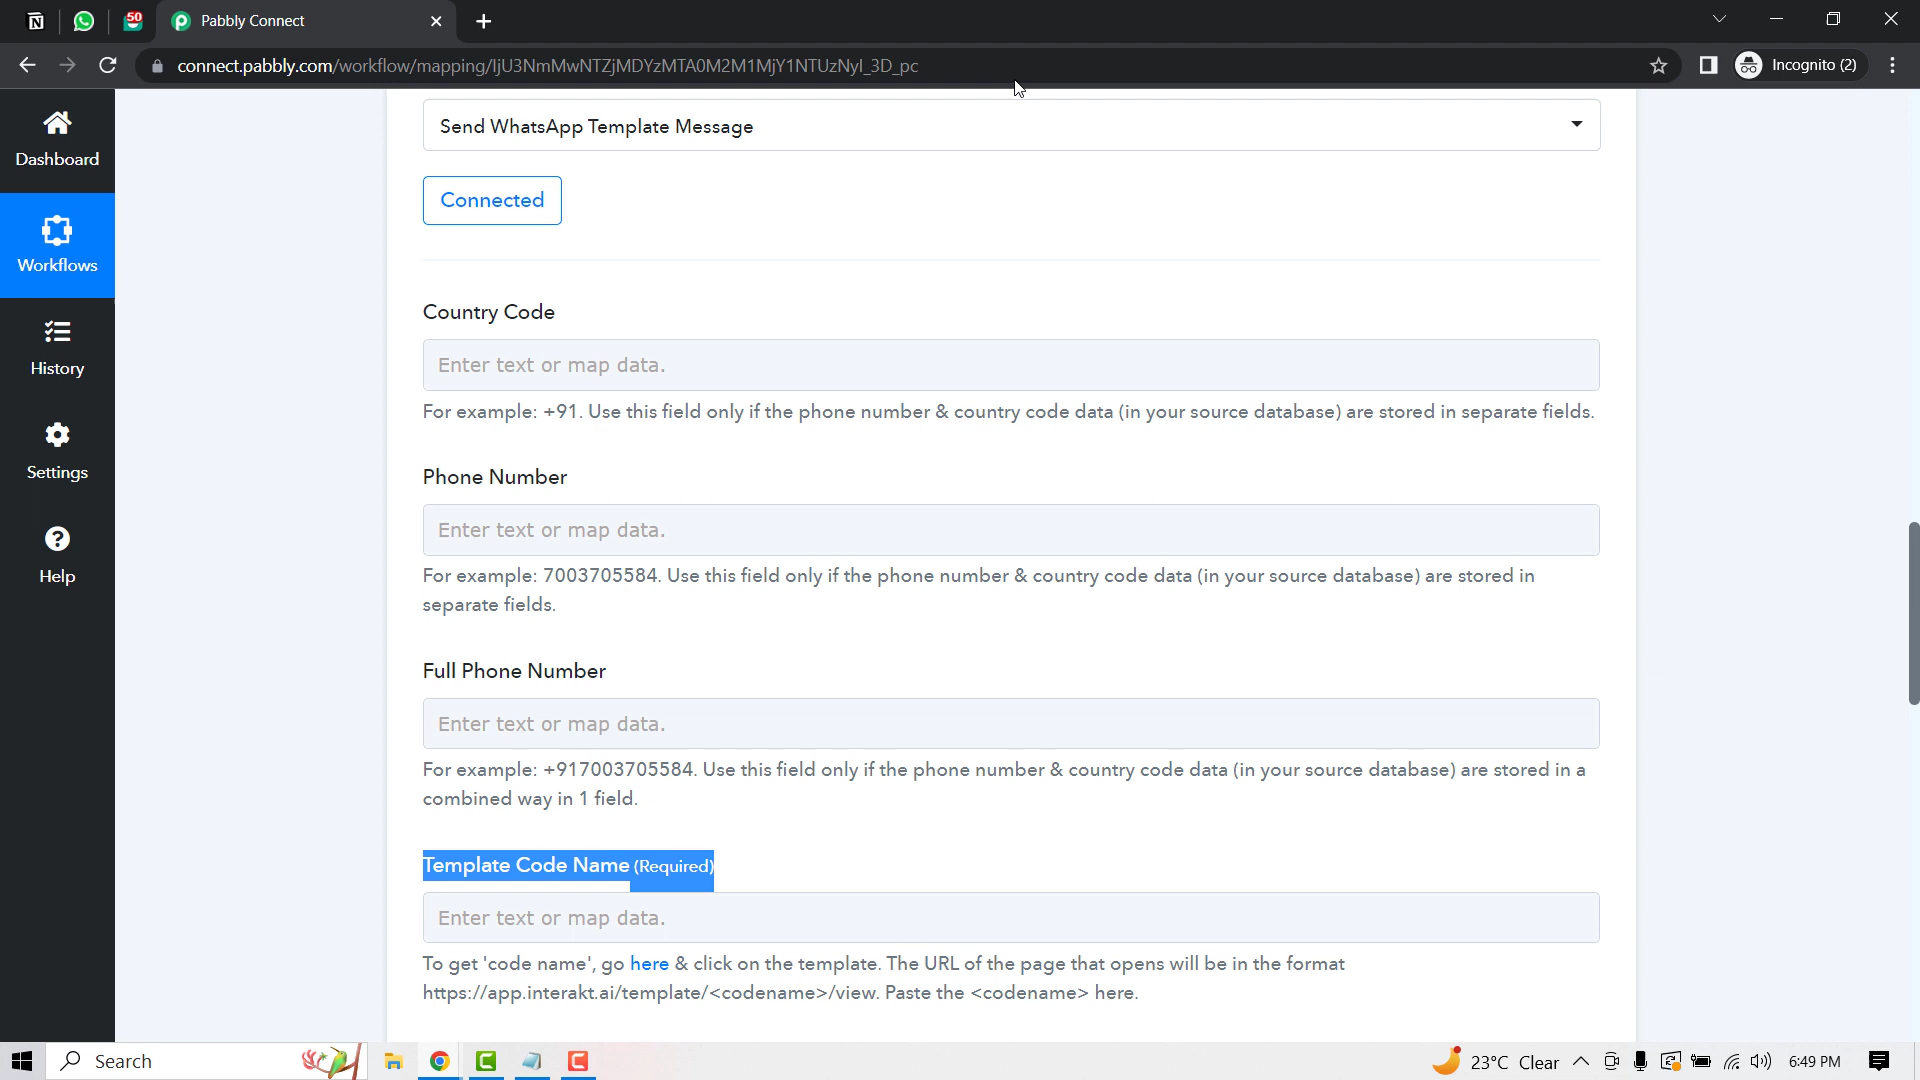 50
Pabbly Connect
connect.pabbly.com/workflow/mapping/IjU3NmMwNTZjMDYzMTA0M2M1MjY1NTUzNyI_3D_pc
Incognito (2)
Dashboard
Workflows
History
Settings
Help
Send WhatsApp Template Message
Connected
Country Code
Enter text or map data.
For example: +91. Use this field only if the phone number & country code data (in your source database) are stored in separate fields.
Phone Number
Enter text or map data.
For example: 7003705584. Use this field only if the phone number & country code data (in your source database) are stored in
separate fields.
Full Phone Number
Enter text or map data.
For example: +917003705584. Use this field only if the phone number & country code data (in your source database) are stored in a
combined way in 1 field.
Template Code Name (Required)
Enter text or map data.
To get 'code name', go here & click on the template. The URL of the page that opens will be in the format
https://app.interakt.ai/template/<codename>/view. Paste the <codename> here.
Search
23°C Clear
6:49 PM